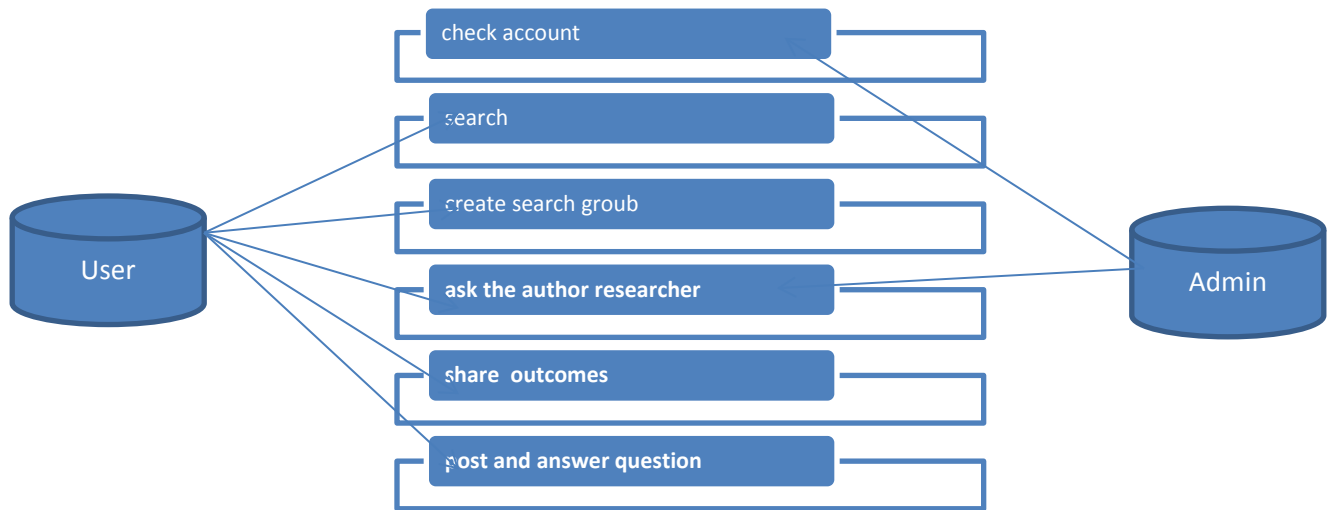 check account
search
create search groub
User
ask the author researcher
Admin
share  outcomes
post and answer question